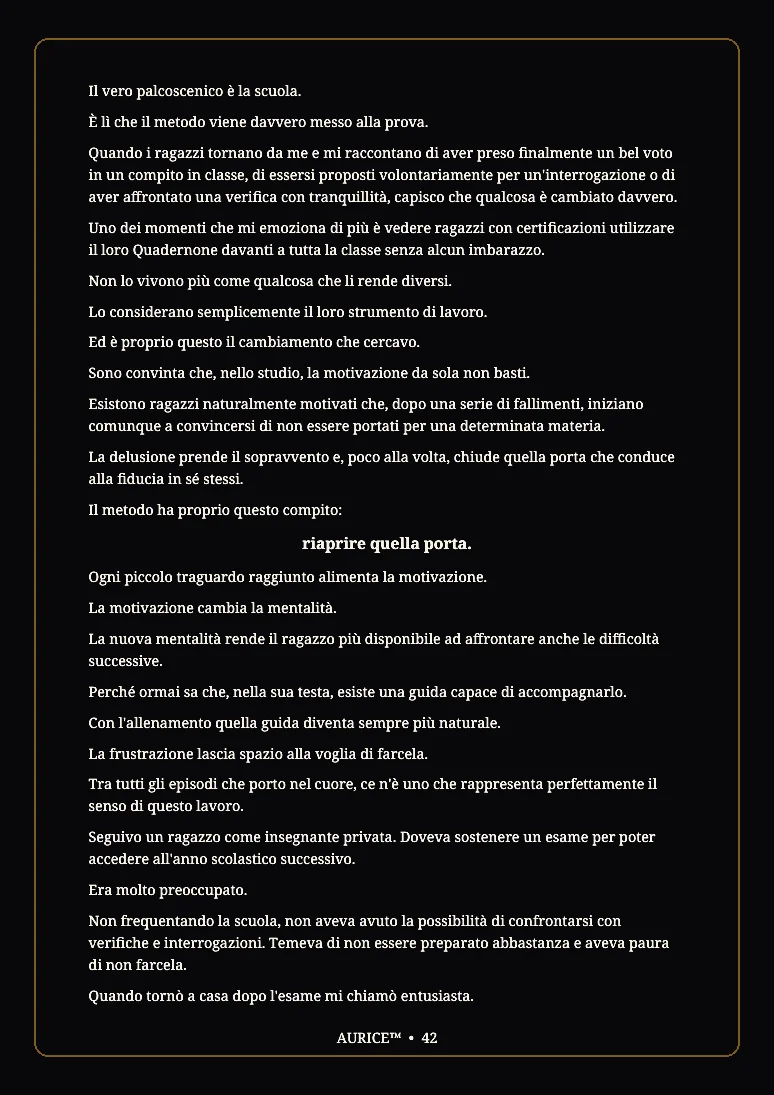 Il vero palcoscenico è la scuola.
È lì che il metodo viene davvero messo alla prova.
Quando i ragazzi tornano da me e mi raccontano di aver preso finalmente un bel voto
in un compito in classe, di essersi proposti volontariamente per un'interrogazione o di
aver affrontato una verifica con tranquillità, capisco che qualcosa è cambiato davvero.
Uno dei momenti che mi emoziona di più è vedere ragazzi con certificazioni utilizzare
il loro Quadernone davanti a tutta la classe senza alcun imbarazzo.
Non lo vivono più come qualcosa che li rende diversi.
Lo considerano semplicemente il loro strumento di lavoro.
Ed è proprio questo il cambiamento che cercavo.
Sono convinta che, nello studio, la motivazione da sola non basti.
Esistono ragazzi naturalmente motivati che, dopo una serie di fallimenti, iniziano
comunque a convincersi di non essere portati per una determinata materia.
La delusione prende il sopravvento e, poco alla volta, chiude quella porta che conduce
alla fiducia in sé stessi.
Il metodo ha proprio questo compito:
riaprire quella porta.
Ogni piccolo traguardo raggiunto alimenta la motivazione.
La motivazione cambia la mentalità.
La nuova mentalità rende il ragazzo più disponibile ad affrontare anche le difficoltà
successive.
Perché ormai sa che, nella sua testa, esiste una guida capace di accompagnarlo.
Con l'allenamento quella guida diventa sempre più naturale.
La frustrazione lascia spazio alla voglia di farcela.
Tra tutti gli episodi che porto nel cuore, ce n'è uno che rappresenta perfettamente il
senso di questo lavoro.
Seguivo un ragazzo come insegnante privata. Doveva sostenere un esame per poter
accedere all'anno scolastico successivo.
Era molto preoccupato.
Non frequentando la scuola, non aveva avuto la possibilità di confrontarsi con
verifiche e interrogazioni. Temeva di non essere preparato abbastanza e aveva paura
di non farcela.
Quando tornò a casa dopo l'esame mi chiamò entusiasta.
AURICE™ • 42